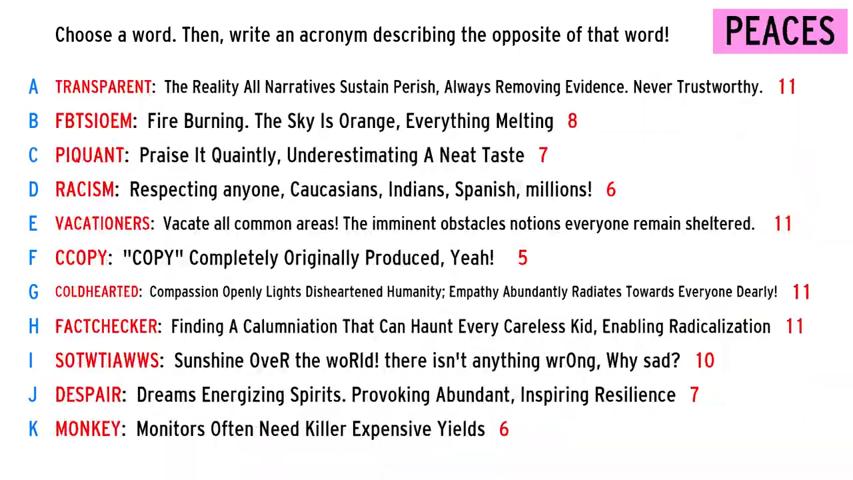 Choose a word. Then, write an acronym describing the opposite of that word!
PEACES
A TRANSPARENT: The Reality All Narratives Sustain Perish, Always Removing Evidence. Never Trustworthy. 11
B FBTSIOEM: Fire Burning. The Sky Is Orange, Everything Melting 8
C PIQUANT: Praise It Quaintly, Underestimating A Neat Taste 7
D RACISM: Respecting anyone, Caucasians, Indians, Spanish, millions! 6
E VACATIONERS: Vacate all common areas! The imminent obstacles notions everyone remain sheltered. 11
F CCOPY: "COPY" Completely Originally Produced, Yeah! 5
G COLDHEARTED: Compassion Openly Lights Disheartened Humanity; Empathy Abundantly Radiates Towards Everyone Dearly! 11
H FACTCHECKER: Finding A Calumniation That Can Haunt Every Careless Kid, Enabling Radicalization 11
I SOTWTIAWWS: Sunshine OveR the woRld! there isn't anything wrOng, Why sad? 10
J DESPAIR: Dreams Energizing Spirits. Provoking Abundant, Inspiring Resilience 7
K MONKEY: Monitors Often Need Killer Expensive Yields 6